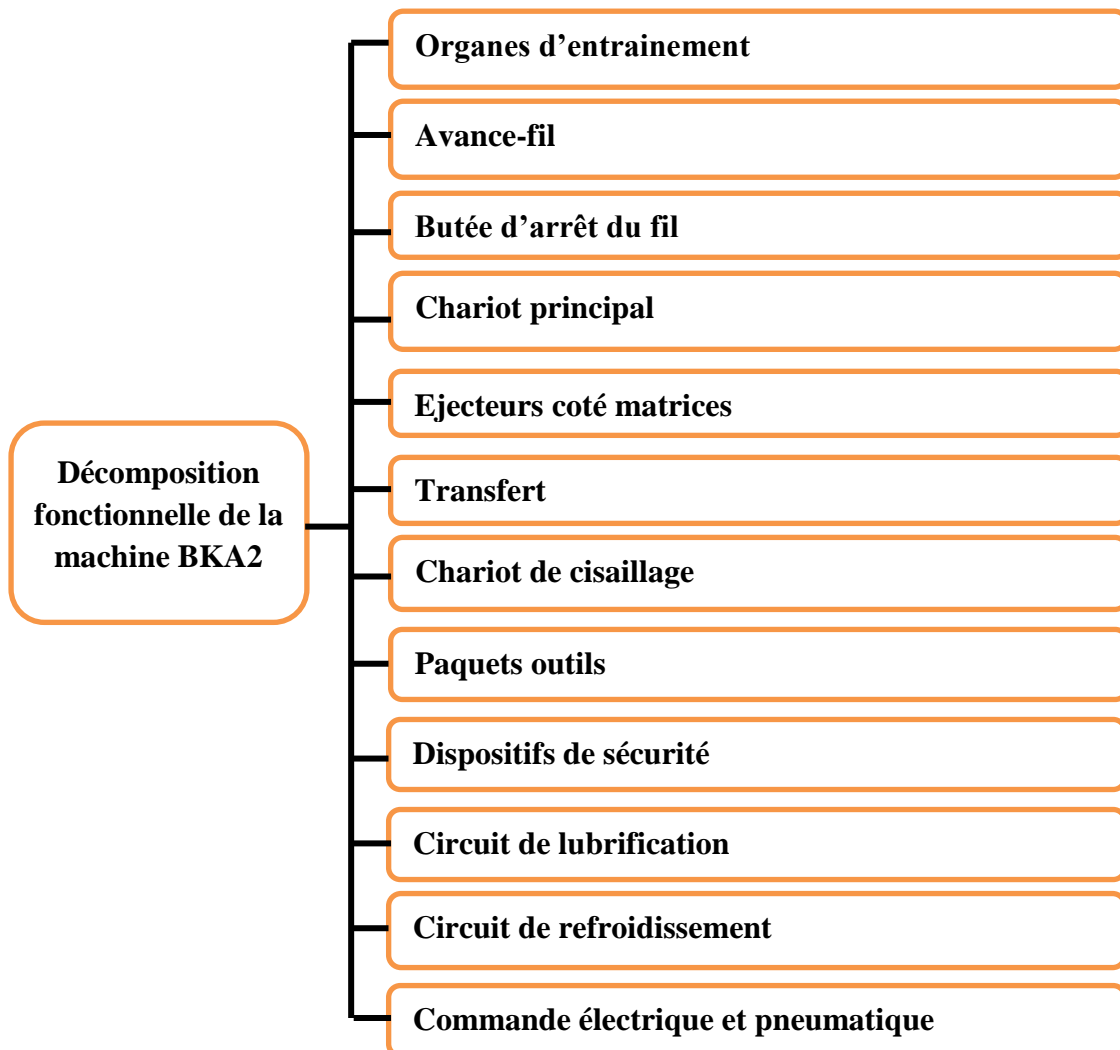 Organes d’entrainement
Avance-fil
Butée d’arrêt du fil
Chariot principal
Ejecteurs coté matrices
Décomposition
fonctionnelle de la
machine BKA2
Transfert
Chariot de cisaillage
Paquets outils
Dispositifs de sécurité
Circuit de lubrification
Circuit de refroidissement
Commande électrique et pneumatique